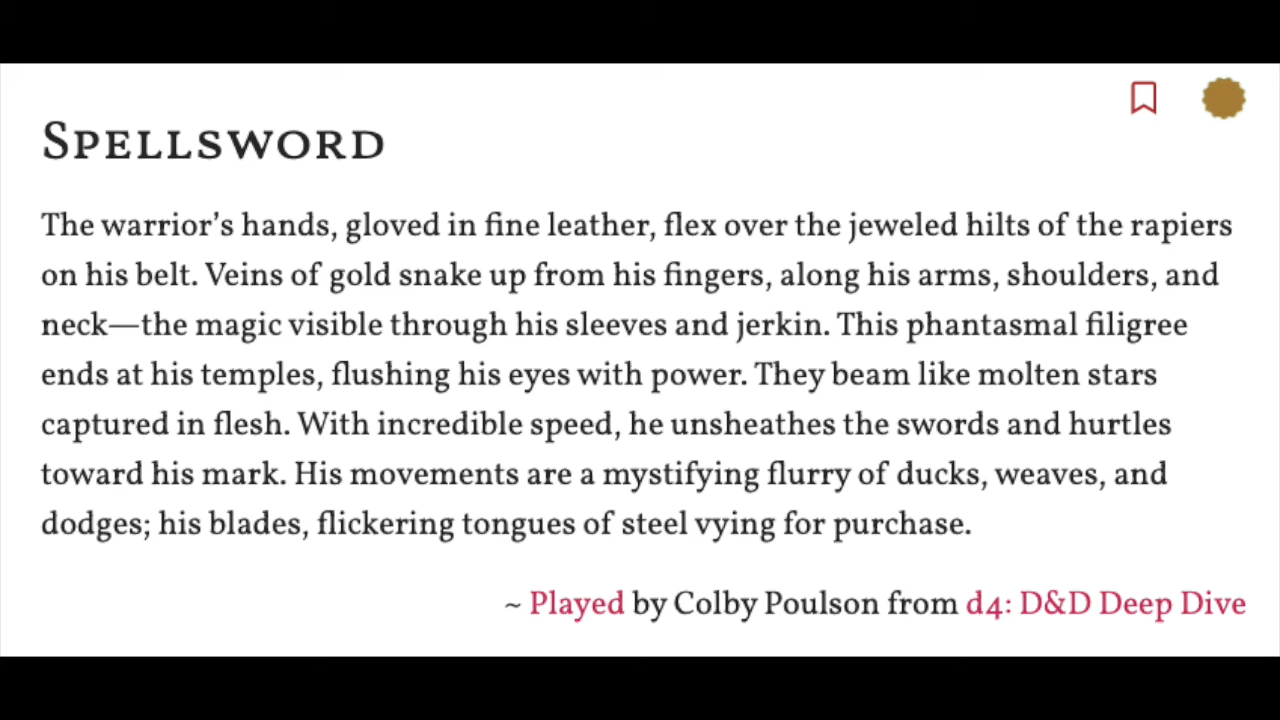 Spellsword
The warrior’s hands, gloved in fine leather, flex over the jeweled hilts of the rapiers
on his belt. Veins of gold snake up from his fingers, along his arms, shoulders, and
neck—the magic visible through his sleeves and jerkin. This phantasmal filigree
ends at his temples, flushing his eyes with power. They beam like molten stars
captured in flesh. With incredible speed, he unsheathes the swords and hurtles
toward his mark. His movements are a mystifying flurry of ducks, weaves, and
dodges; his blades, flickering tongues of steel vying for purchase.
~ Played by Colby Poulson from d4: D&D Deep Dive